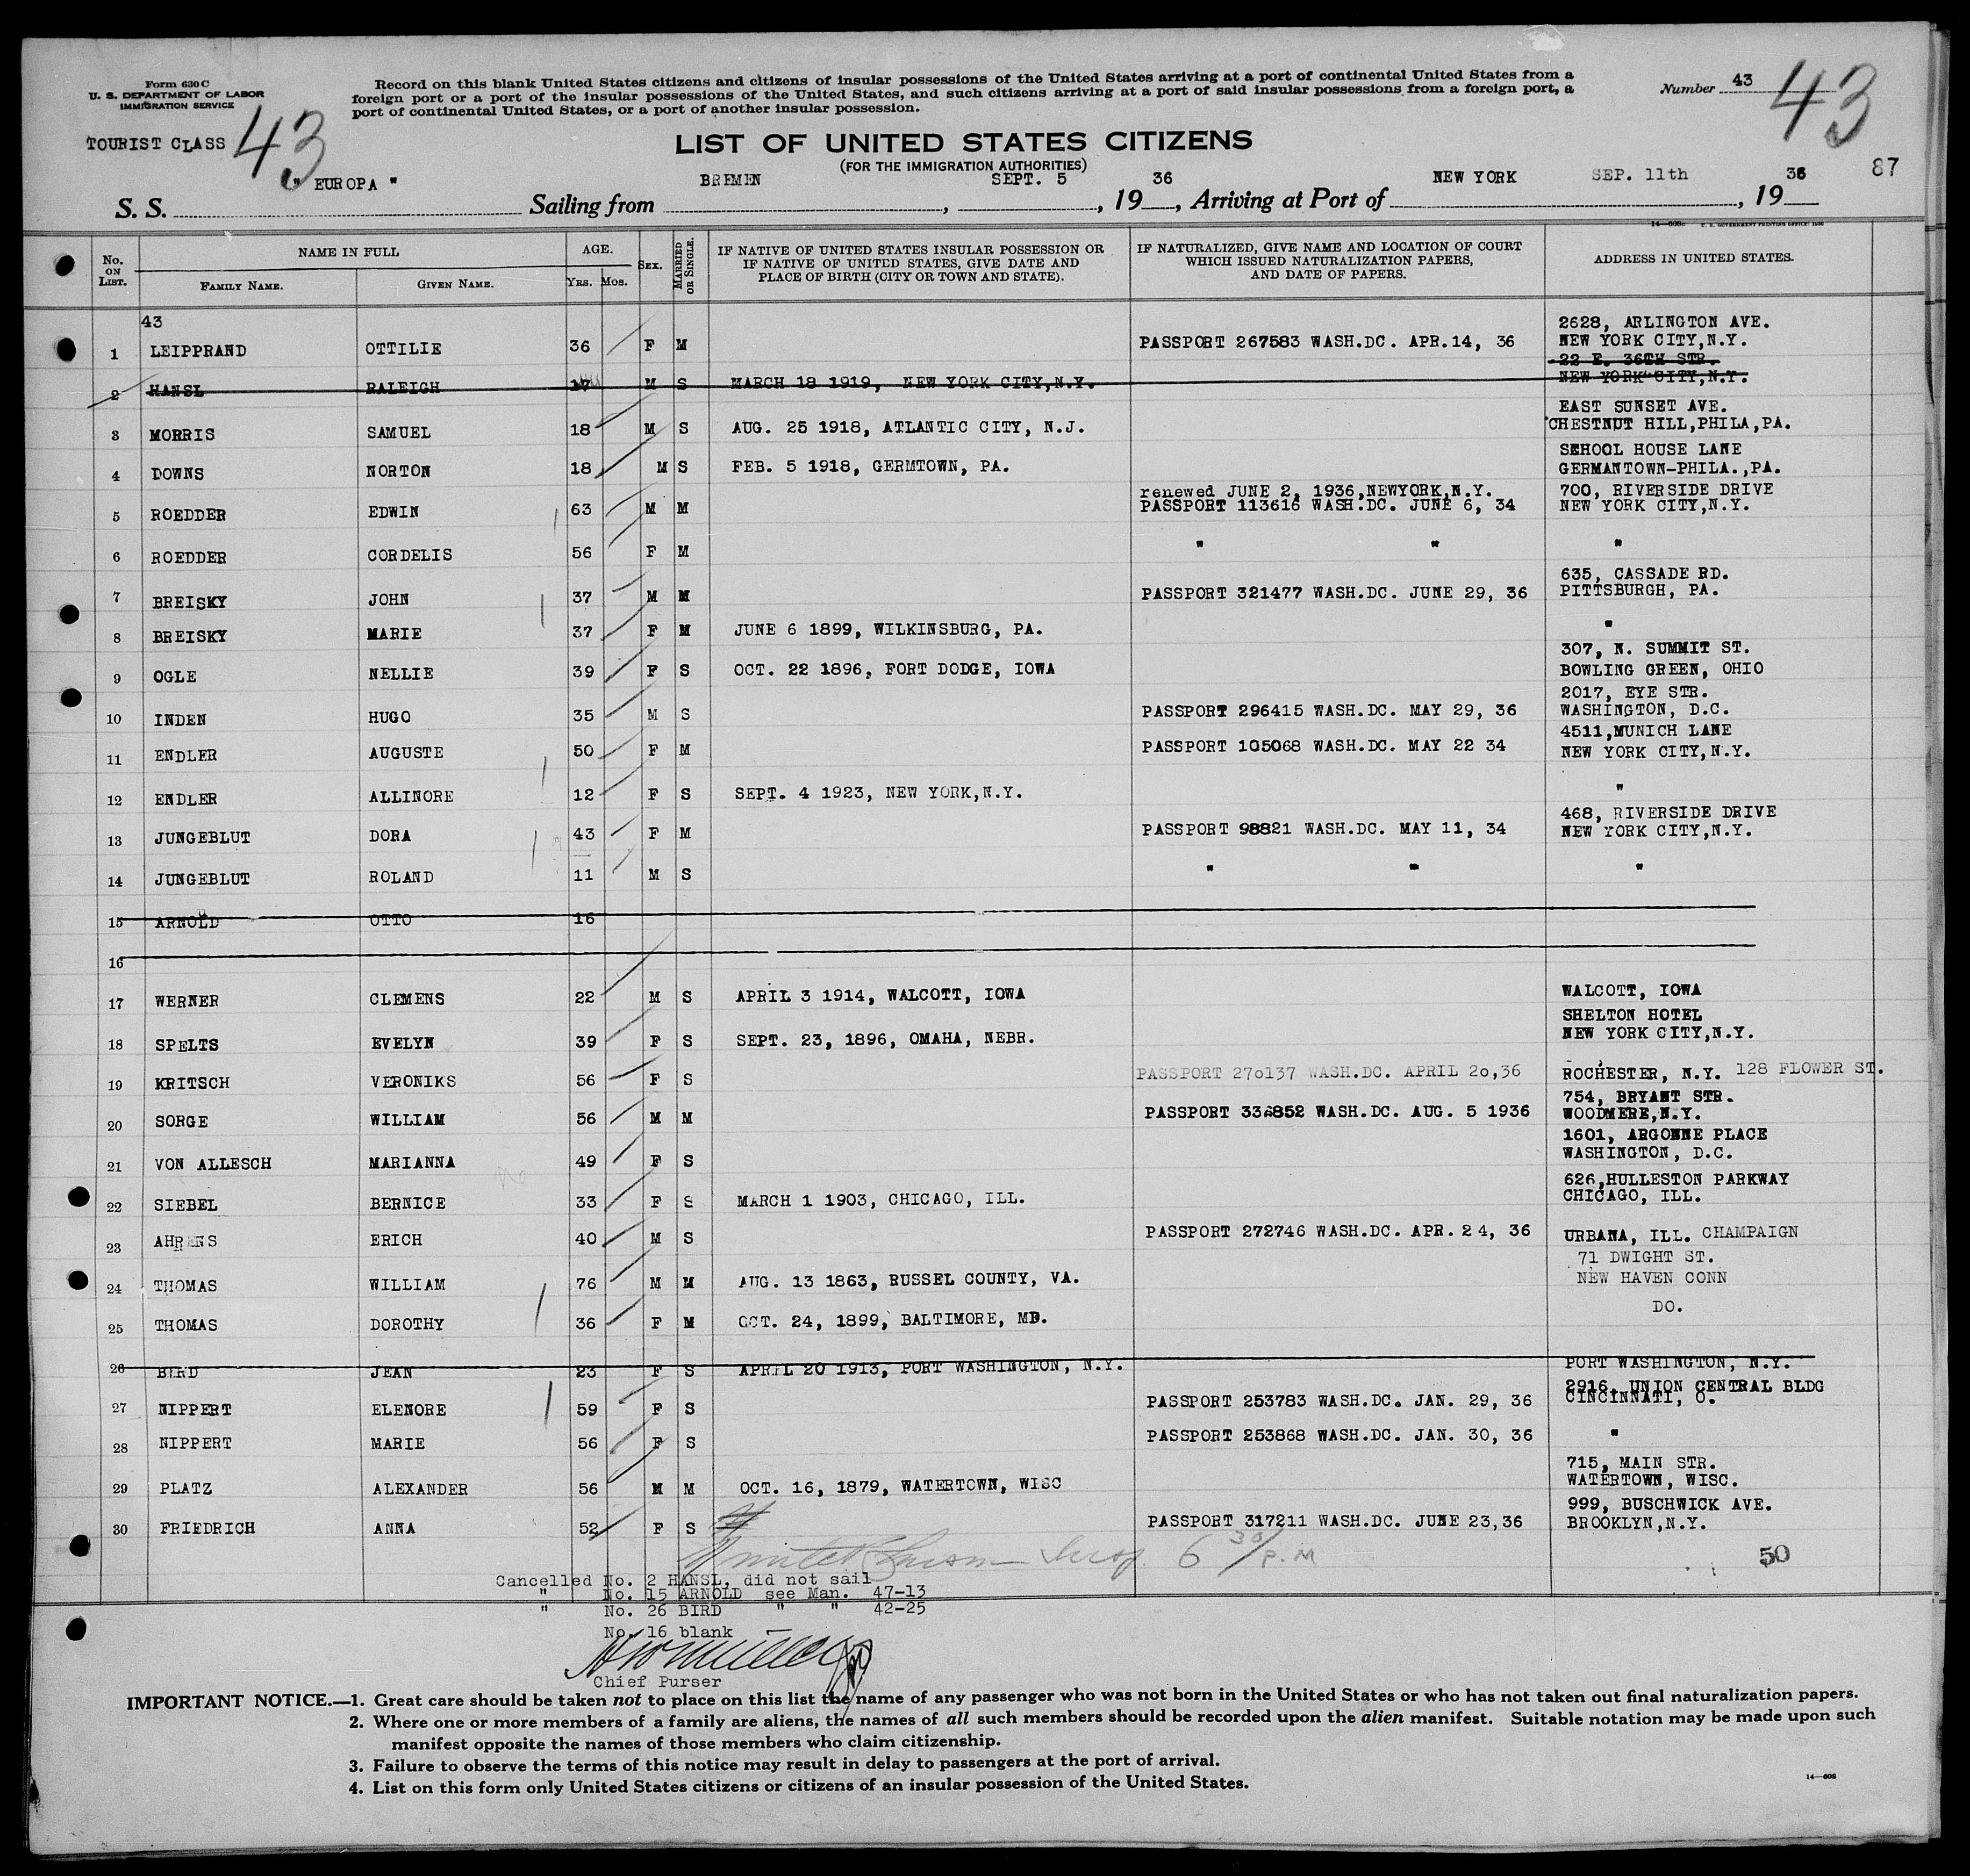 Form 630 C
U. S. DEPARTMENT OF LABOR
IMMIGRATION SERVICE
Record on this blank United States citizens and citizens of insular possessions of the United States arriving at a port of continental United States from a
foreign port or a port of the insular possessions of the United States, and such citizens arriving at a port of said insular possessions from a foreign port, a
port of continental United States, or a port of another insular possession.
Number 43
43
TOURIST CLASS 43
LIST OF UNITED STATES CITIZENS
(FOR THE IMMIGRATION AUTHORITIES)
87
S. S. "EUROPA" Sailing from BREMEN, SEPT. 5, 1936, Arriving at Port of NEW YORK SEP. 11th, 1936
No. ON LIST. NAME IN FULL FAMILY NAME. GIVEN NAME. AGE. YRS. MOS. SEX. MARRIED OR SINGLE. IF NATIVE OF UNITED STATES INSULAR POSSESSION OR IF NATIVE OF UNITED STATES, GIVE DATE AND PLACE OF BIRTH (CITY OR TOWN AND STATE). IF NATURALIZED, GIVE NAME AND LOCATION OF COURT WHICH ISSUED NATURALIZATION PAPERS, AND DATE OF PAPERS. ADDRESS IN UNITED STATES.
43
1 LEIPPRAND OTTILIE 36 F M PASSPORT 267583 WASH.DC. APR.14, 36 2628, ARLINGTON AVE. NEW YORK CITY,N.Y.
2 HANSL RALEIGH 17 M S MARCH 18 1919, NEW YORK CITY,N.Y. 22 E. 36TH STR. NEW YORK CITY,N.Y.
3 MORRIS SAMUEL 18 M S AUG. 25 1918, ATLANTIC CITY, N.J. EAST SUNSET AVE. CHESTNUT HILL,PHILA,PA.
4 DOWNS NORTON 18 M S FEB. 5 1918, GERMTOWN, PA. SEHOOL HOUSE LANE GERMANTOWN-PHILA.,PA.
5 ROEDDER EDWIN 63 M M renewed JUNE 2, 1936,NEWYORK,N.Y. PASSPORT 113616 WASH.DC. JUNE 6, 34 700, RIVERSIDE DRIVE NEW YORK CITY,N.Y.
6 ROEDDER CORDELIS 56 F M " " "
7 BREISKY JOHN 37 M M PASSPORT 321477 WASH.DC. JUNE 29, 36 635, CASSADE RD. PITTSBURGH, PA.
8 BREISKY MARIE 37 F M JUNE 6 1899, WILKINSBURG, PA. "
9 OGLE NELLIE 39 F S OCT. 22 1896, FORT DODGE, IOWA 307, N. SUMMIT ST. BOWLING GREEN, OHIO
10 INDEN HUGO 35 M S PASSPORT 296415 WASH.DC. MAY 29, 36 2017, EYE STR. WASHINGTON, D.C.
11 ENDLER AUGUSTE 50 F M PASSPORT 105068 WASH.DC. MAY 22 34 4511,MUNICH LANE NEW YORK CITY,N.Y.
12 ENDLER ALLINORE 12 F S SEPT. 4 1923, NEW YORK,N.Y. "
13 JUNGEBLUT DORA 43 F M PASSPORT 98821 WASH.DC. MAY 11, 34 468, RIVERSIDE DRIVE NEW YORK CITY,N.Y.
14 JUNGEBLUT ROLAND 11 M S " " "
15 ARNOLD OTTO 16
16
17 WERNER CLEMENS 22 M S APRIL 3 1914, WALCOTT, IOWA WALCOTT, IOWA
18 SPELTS EVELYN 39 F S SEPT. 23, 1896, OMAHA, NEBR. SHELTON HOTEL NEW YORK CITY,N.Y.
19 KRITSCH VERONIKS 56 F S PASSPORT 27o137 WASH.DC. APRIL 2o,36 ROCHESTER, N.Y. 128 FLOWER ST.
20 SORGE WILLIAM 56 M M PASSPORT 336852 WASH.DC. AUG. 5 1936 754, BRYANT STR. WOODMERE,N.Y.
21 VON ALLESCH MARIANNA 49 F S 1601, ARGONNE PLACE WASHINGTON, D.C.
22 SIEBEL BERNICE 33 F S MARCH 1 1903, CHICAGO, ILL. 626,HULLESTON PARKWAY CHICAGO, ILL.
23 AHRENS ERICH 40 M S PASSPORT 272746 WASH.DC. APR.24, 36 URBANA, ILL. CHAMPAIGN
24 THOMAS WILLIAM 76 M M AUG. 13 1863, RUSSEL COUNTY, VA. 71 DWIGHT ST. NEW HAVEN CONN
25 THOMAS DOROTHY 36 F M OCT. 24, 1899, BALTIMORE, MD. DO.
26 BIRD JEAN 23 F S APRIL 20 1913, PORT WASHINGTON, N.Y. PORT WASHINGTON, N.Y.
27 NIPPERT ELENORE 59 F S PASSPORT 253783 WASH.DC. JAN. 29, 36 2916, UNION CENTRAL BLDG CINCINNATI, O.
28 NIPPERT MARIE 56 F S PASSPORT 253868 WASH.DC. JAN. 30, 36 "
29 PLATZ ALEXANDER 56 M M OCT. 16, 1879, WATERTOWN, WISC 715, MAIN STR. WATERTOWN, WISC.
30 FRIEDRICH ANNA 52 F S PASSPORT 317211 WASH.DC. JUNE 23,36 999, BUSCHWICK AVE. BROOKLYN,N.Y.
6 30/P.M
50
Cancelled No. 2 HANSL, did not sail
" No. 15 ARNOLD see Man. 47-13
" No. 26 BIRD " " 42-25
No. 16 blank
Chief Purser
IMPORTANT NOTICE.—1. Great care should be taken not to place on this list the name of any passenger who was not born in the United States or who has not taken out final naturalization papers.
2. Where one or more members of a family are aliens, the names of all such members should be recorded upon the alien manifest. Suitable notation may be made upon such
manifest opposite the names of those members who claim citizenship.
3. Failure to observe the terms of this notice may result in delay to passengers at the port of arrival.
4. List on this form only United States citizens or citizens of an insular possession of the United States.